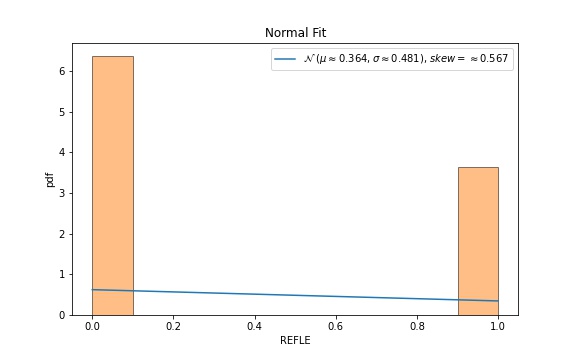 Normal Fit
𝒩 (μ ≈ 0.364, σ ≈ 0.481), skew = ≈ 0.567
pdf
6
5
4
3
2
1
0
0.0 0.2 0.4 0.6 0.8 1.0
REFLE